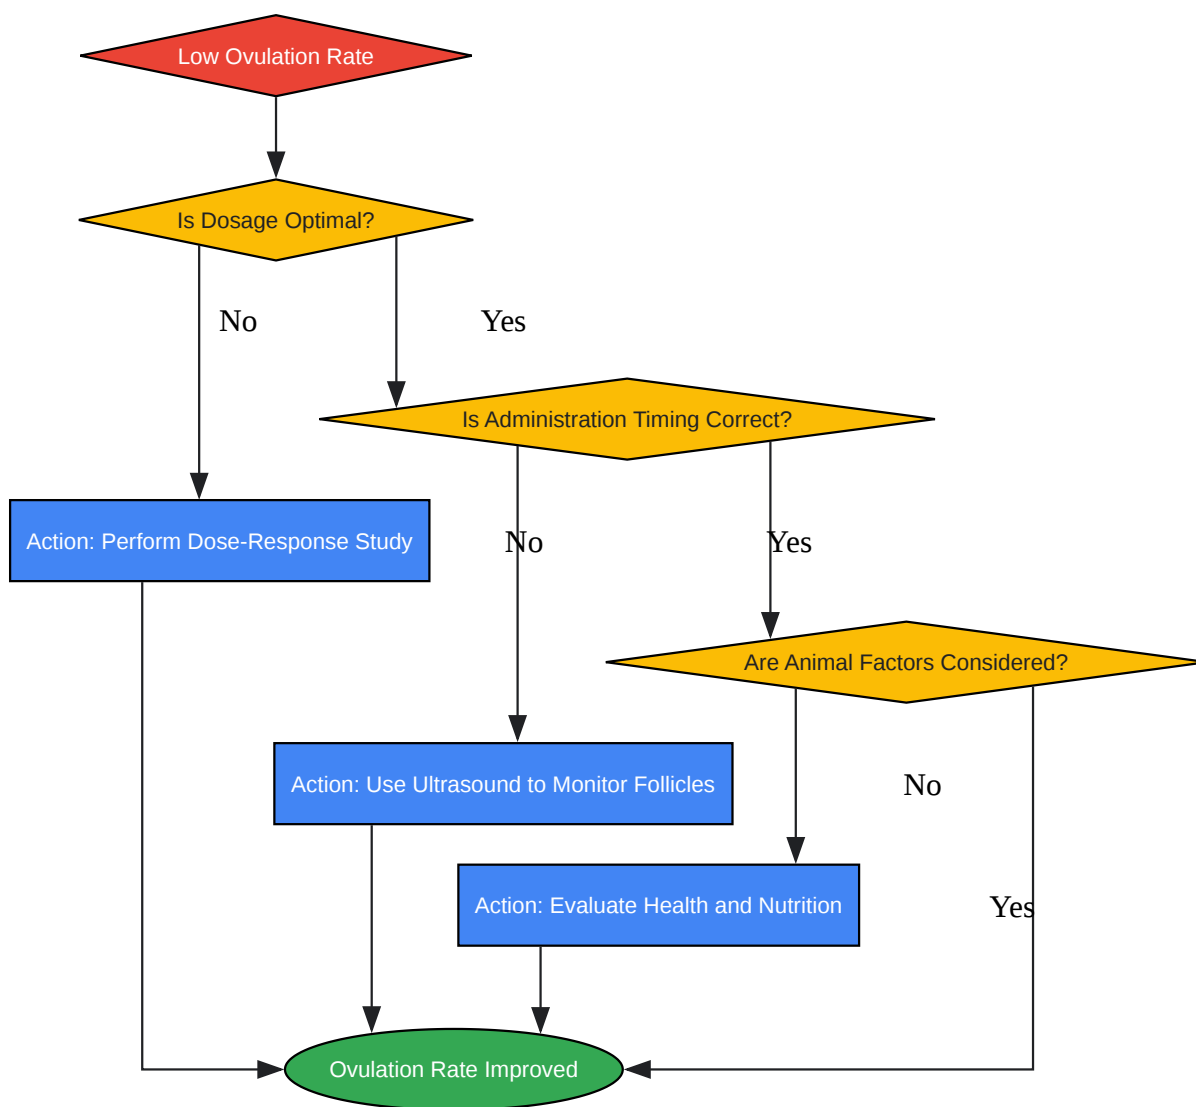 Low Ovulation Rate
Is Dosage Optimal?
No
Yes
Is Administration Timing Correct?
Action: Perform Dose-Response Study
No
Yes
Are Animal Factors Considered?
Action: Use Ultrasound to Monitor Follicles
No
Action: Evaluate Health and Nutrition
Yes
Ovulation Rate Improved